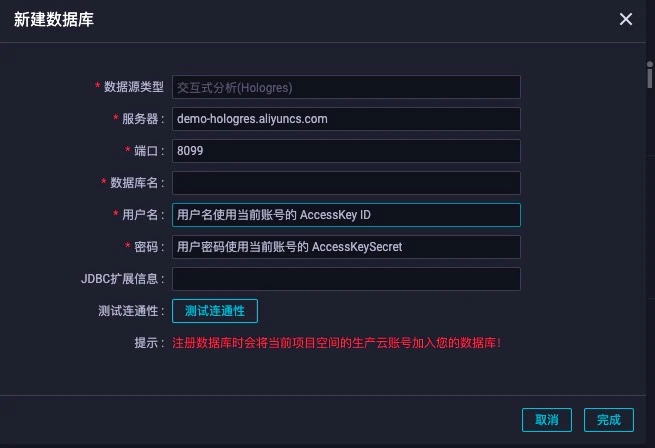 新建数据库
* 数据源类型 交互式分析(Hologres)
* 服务器 : demo-hologres.aliyuncs.com
* 端口 : 8099
* 数据库名 :
* 用户名 : 用户名使用当前账号的 AccessKey ID
* 密码 : 用户密码使用当前账号的 AccessKeySecret
JDBC扩展信息 :
测试连通性 : 测试连通性
提示 : 注册数据库时会将当前项目空间的生产云账号加入您的数据库!
取消 完成